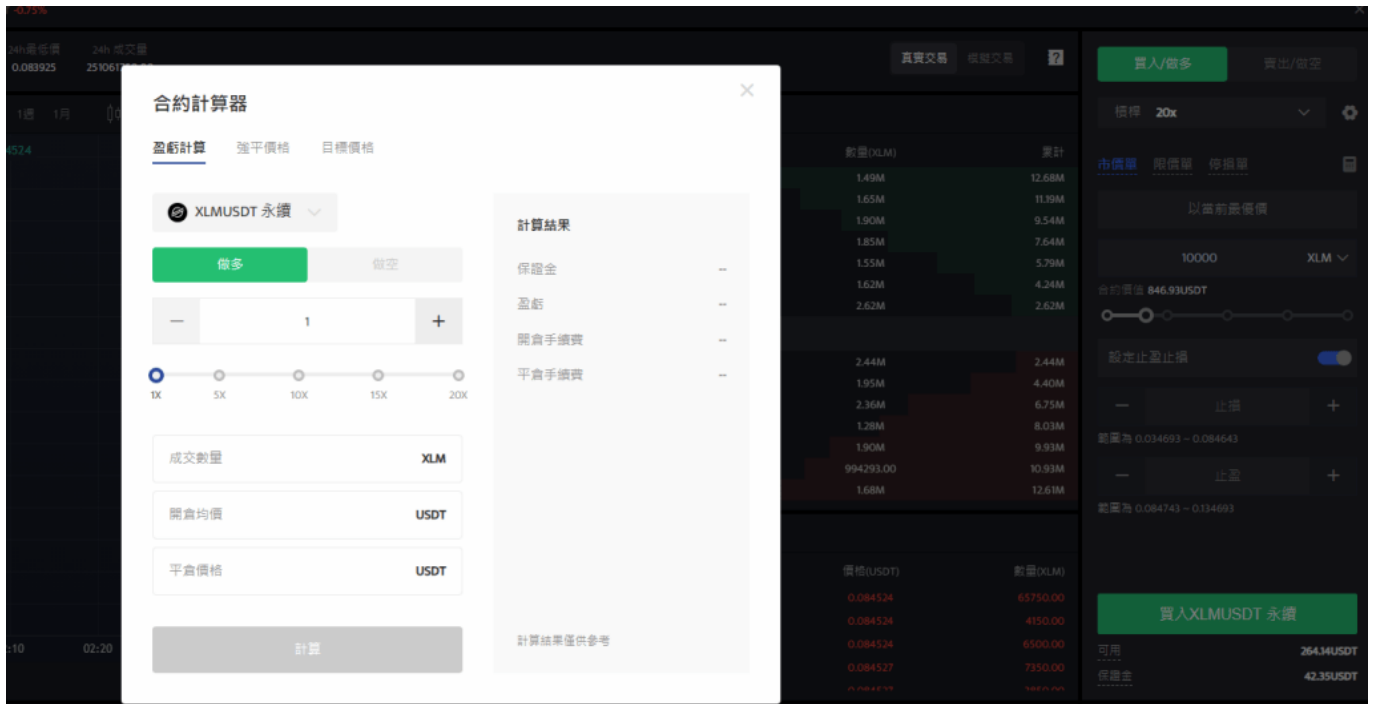 -0.75%
24h最低價 24h 成交量
0.083925
真實交易 模擬交易
買入/做多 賣出/做空
1週 1月
合約計算器
槓桿 20x
盈虧計算 強平價格 目標價格
4524
數量(XLM) 累計
市價單 限價單 停損單
1.49M 12.68M
1.65M 11.19M
XLMUSDT 永續
計算結果
以當前最優價
1.90M 9.54M
1.85M 7.64M
做多 做空
保證金 --
1.55M 5.79M
10000 XLM
1.62M 4.24M
合約價值 846.93USDT
盈虧 --
2.62M 2.62M
1
開倉手續費 --
2.44M 2.44M
設定止盈止損
平倉手續費 --
1.95M 4.40M
1X 5X 10X 15X 20X
2.36M 6.75M
止損
1.28M 8.03M
範圍為 0.034693 ~ 0.084643
1.90M 9.93M
成交數量 XLM
994293.00 10.93M
止盈
1.68M 12.61M
範圍為 0.084743 ~ 0.134693
開倉均價 USDT
平倉價格 USDT
價格(USDT) 數量(XLM)
0.084524 65750.00
買入XLMUSDT 永續
0.084524 4150.00
計算
計算結果僅供參考
0.084524 6500.00
:10 02:20
可用 264.14USDT
0.084527 7350.00
保證金 42.35USDT